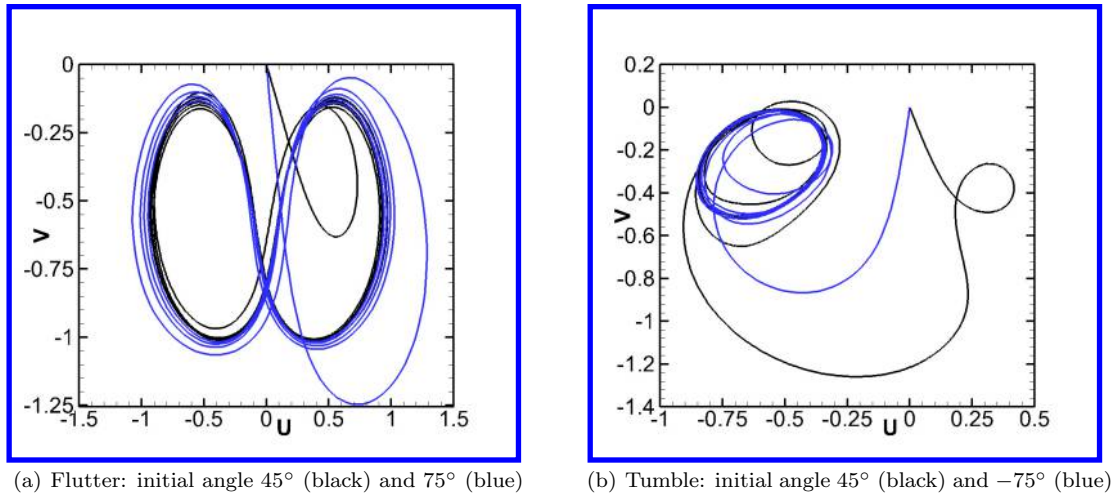 0
-0.25
-0.5
-0.75
-1
-1.25
V
-1.5 -1 -0.5 0 0.5 1 1.5
U
0.2
0
-0.2
-0.4
-0.6
-0.8
-1
-1.2
-1.4
V
-1 -0.75 -0.5 -0.25 0 0.25 0.5
U
(a) Flutter: initial angle 45° (black) and 75° (blue)
(b) Tumble: initial angle 45° (black) and −75° (blue)